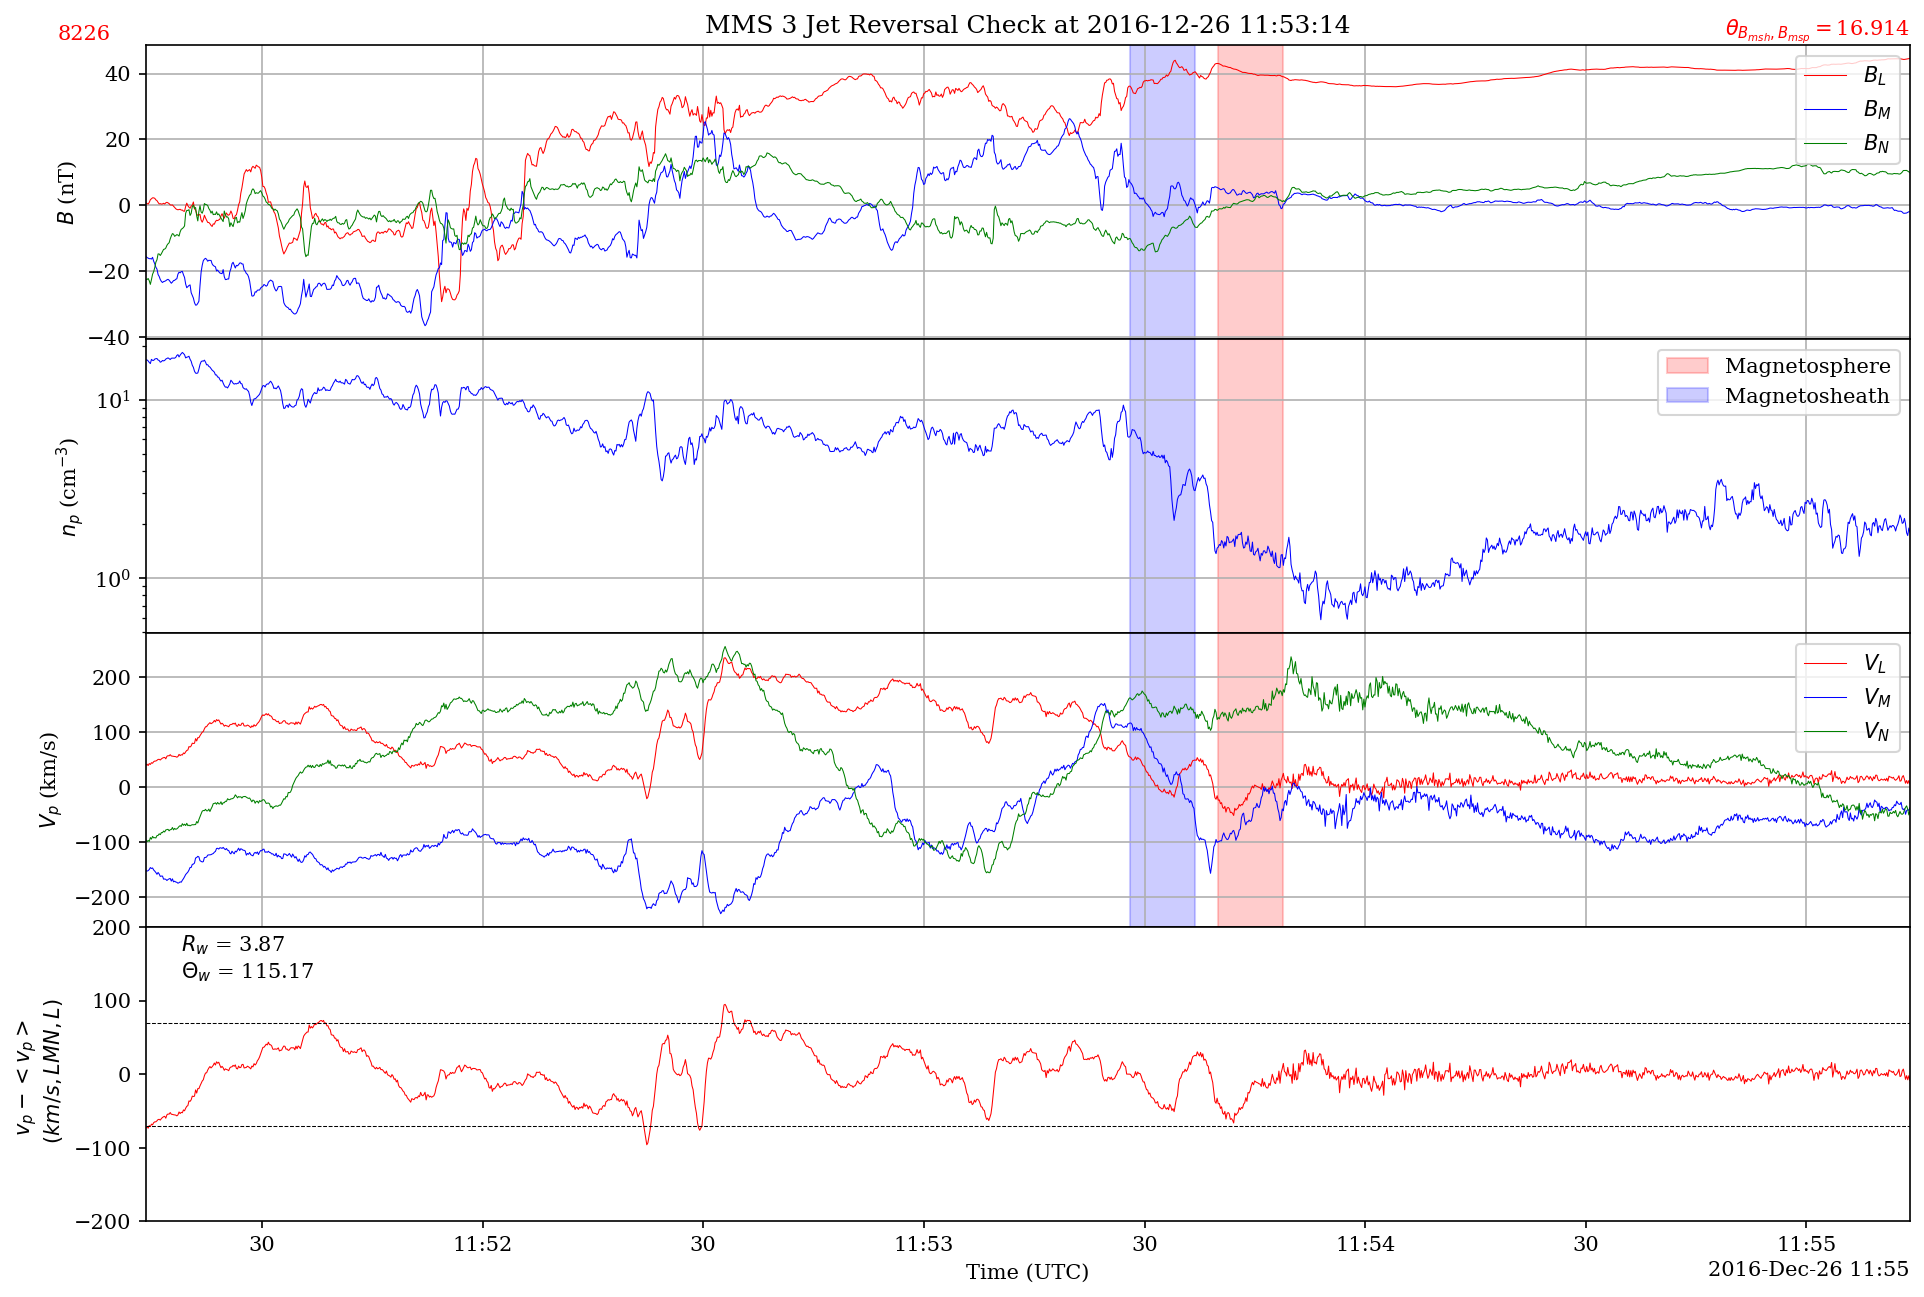 MMS 3 Jet Reversal Check at 2016-12-26 11:53:14
8226
θ_{B_{msh}, B_{msp}} = 16.914
40
20
0
−20
−40
B (nT)
B_L
B_M
B_N
10^1
10^0
n_p (cm^{−3})
Magnetosphere
Magnetosheath
200
100
0
−100
−200
V_p (km/s)
V_L
V_M
V_N
200
100
0
−100
−200
v_p − < v_p >
(km/s, LMN, L)
R_w = 3.87
Θ_w = 115.17
30 11:52 30 11:53 30 11:54 30 11:55
Time (UTC)
2016-Dec-26 11:55